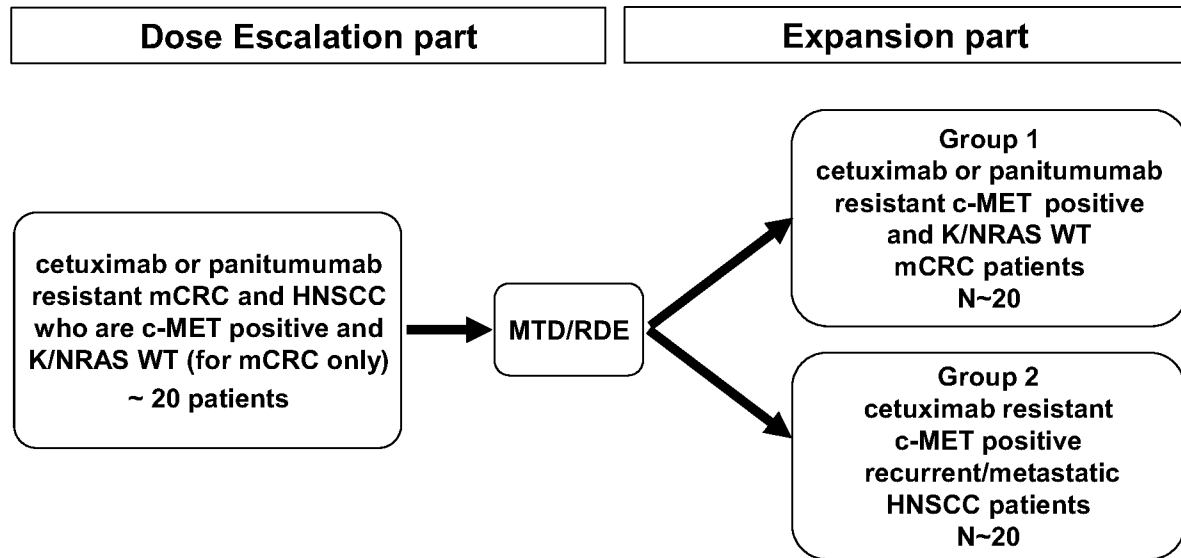 Dose Escalation part
Expansion part
cetuximab or panitumumab
resistant mCRC and HNSCC
who are c-MET positive and
K/NRAS WT (for mCRC only)
~ 20 patients
MTD/RDE
Group 1
cetuximab or panitumumab
resistant c-MET positive
and K/NRAS WT
mCRC patients
N~20
Group 2
cetuximab resistant
c-MET positive
recurrent/metastatic
HNSCC patients
N~20